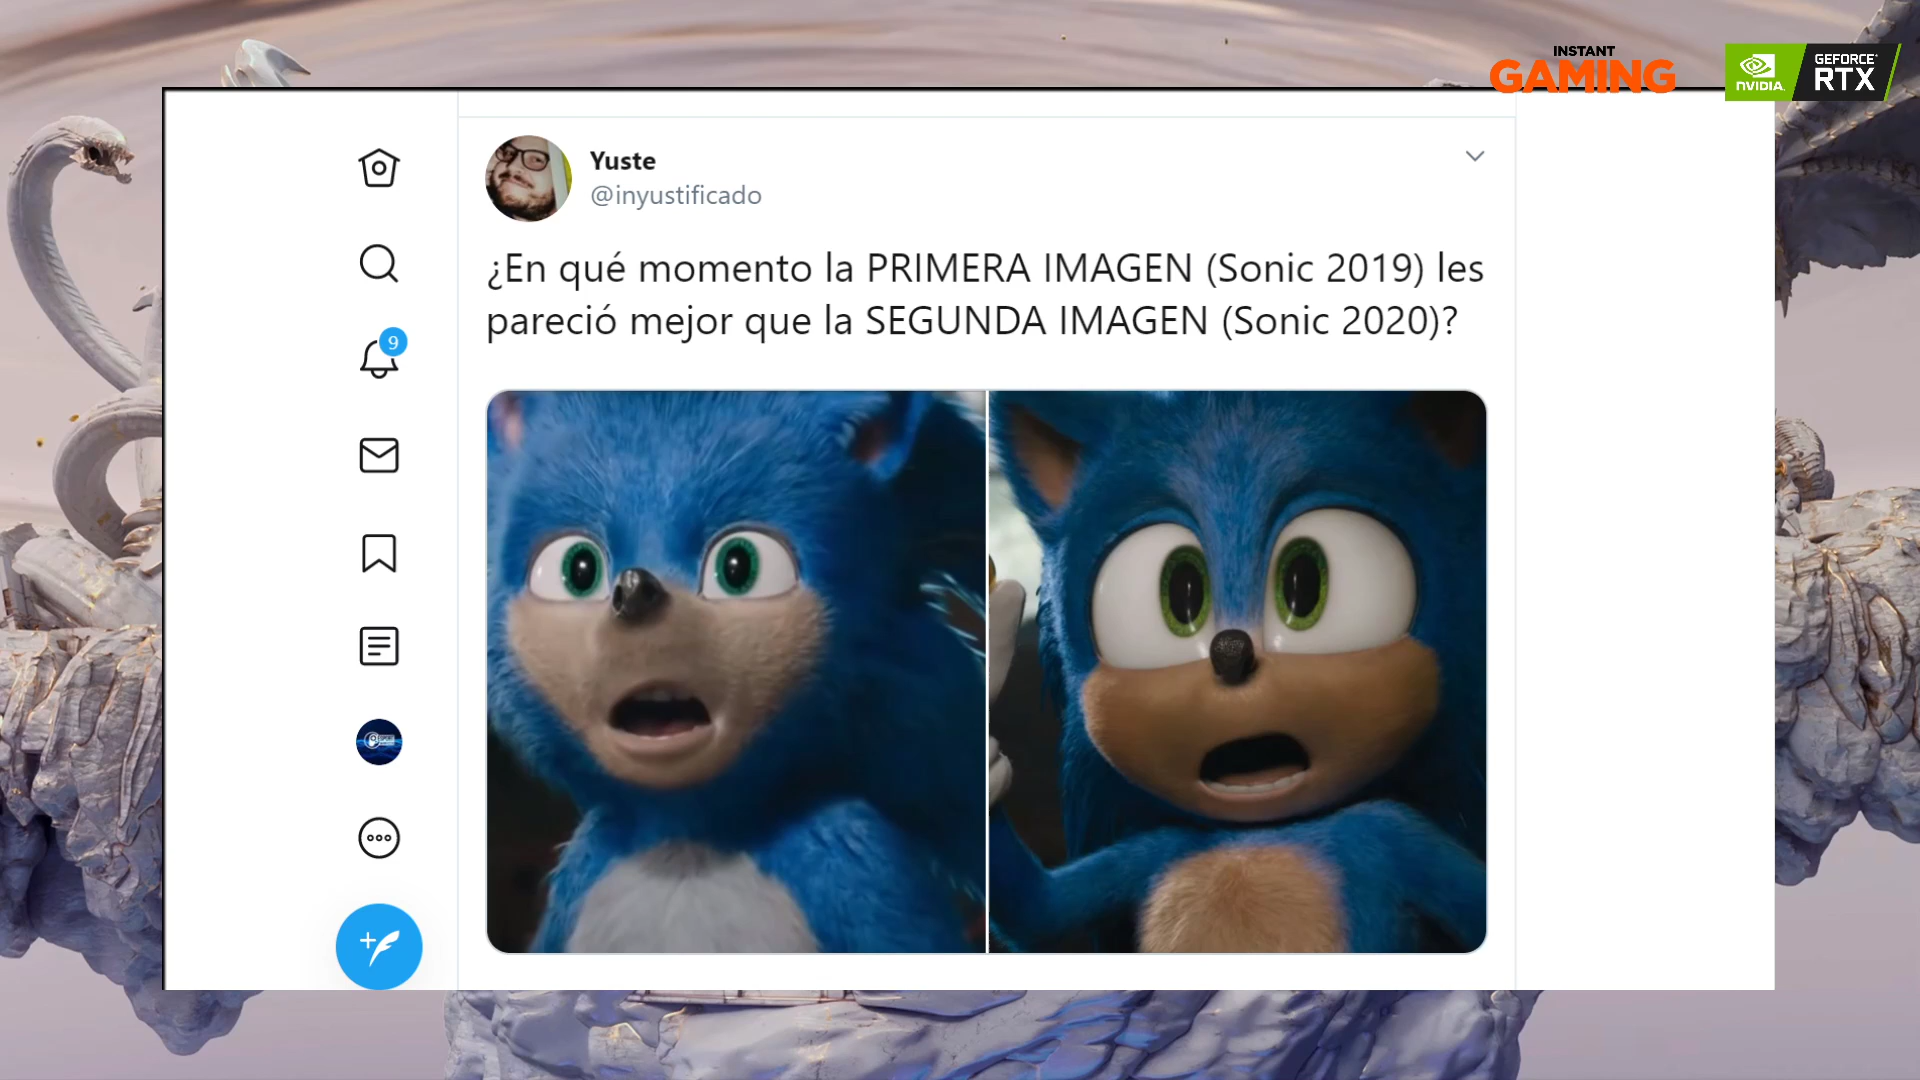 INSTANT
GAMING
NVIDIA.
GEFORCE
RTX
Yuste
@inyustificado
¿En qué momento la PRIMERA IMAGEN (Sonic 2019) les
pareció mejor que la SEGUNDA IMAGEN (Sonic 2020)?
9